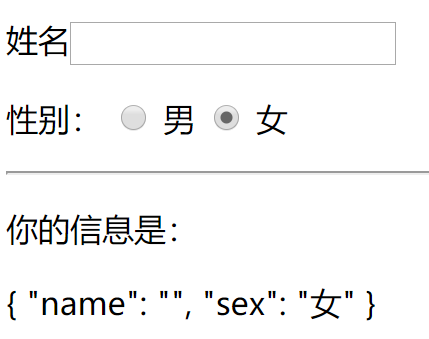 姓名
性别： 男 女
你的信息是：
{ "name": "", "sex": "女" }